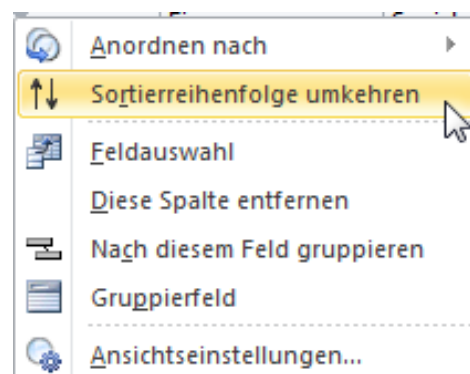 Anordnen nach
Sortierreihenfolge umkehren
Feldauswahl
Diese Spalte entfernen
Nach diesem Feld gruppieren
Gruppierfeld
Ansichtseinstellungen...